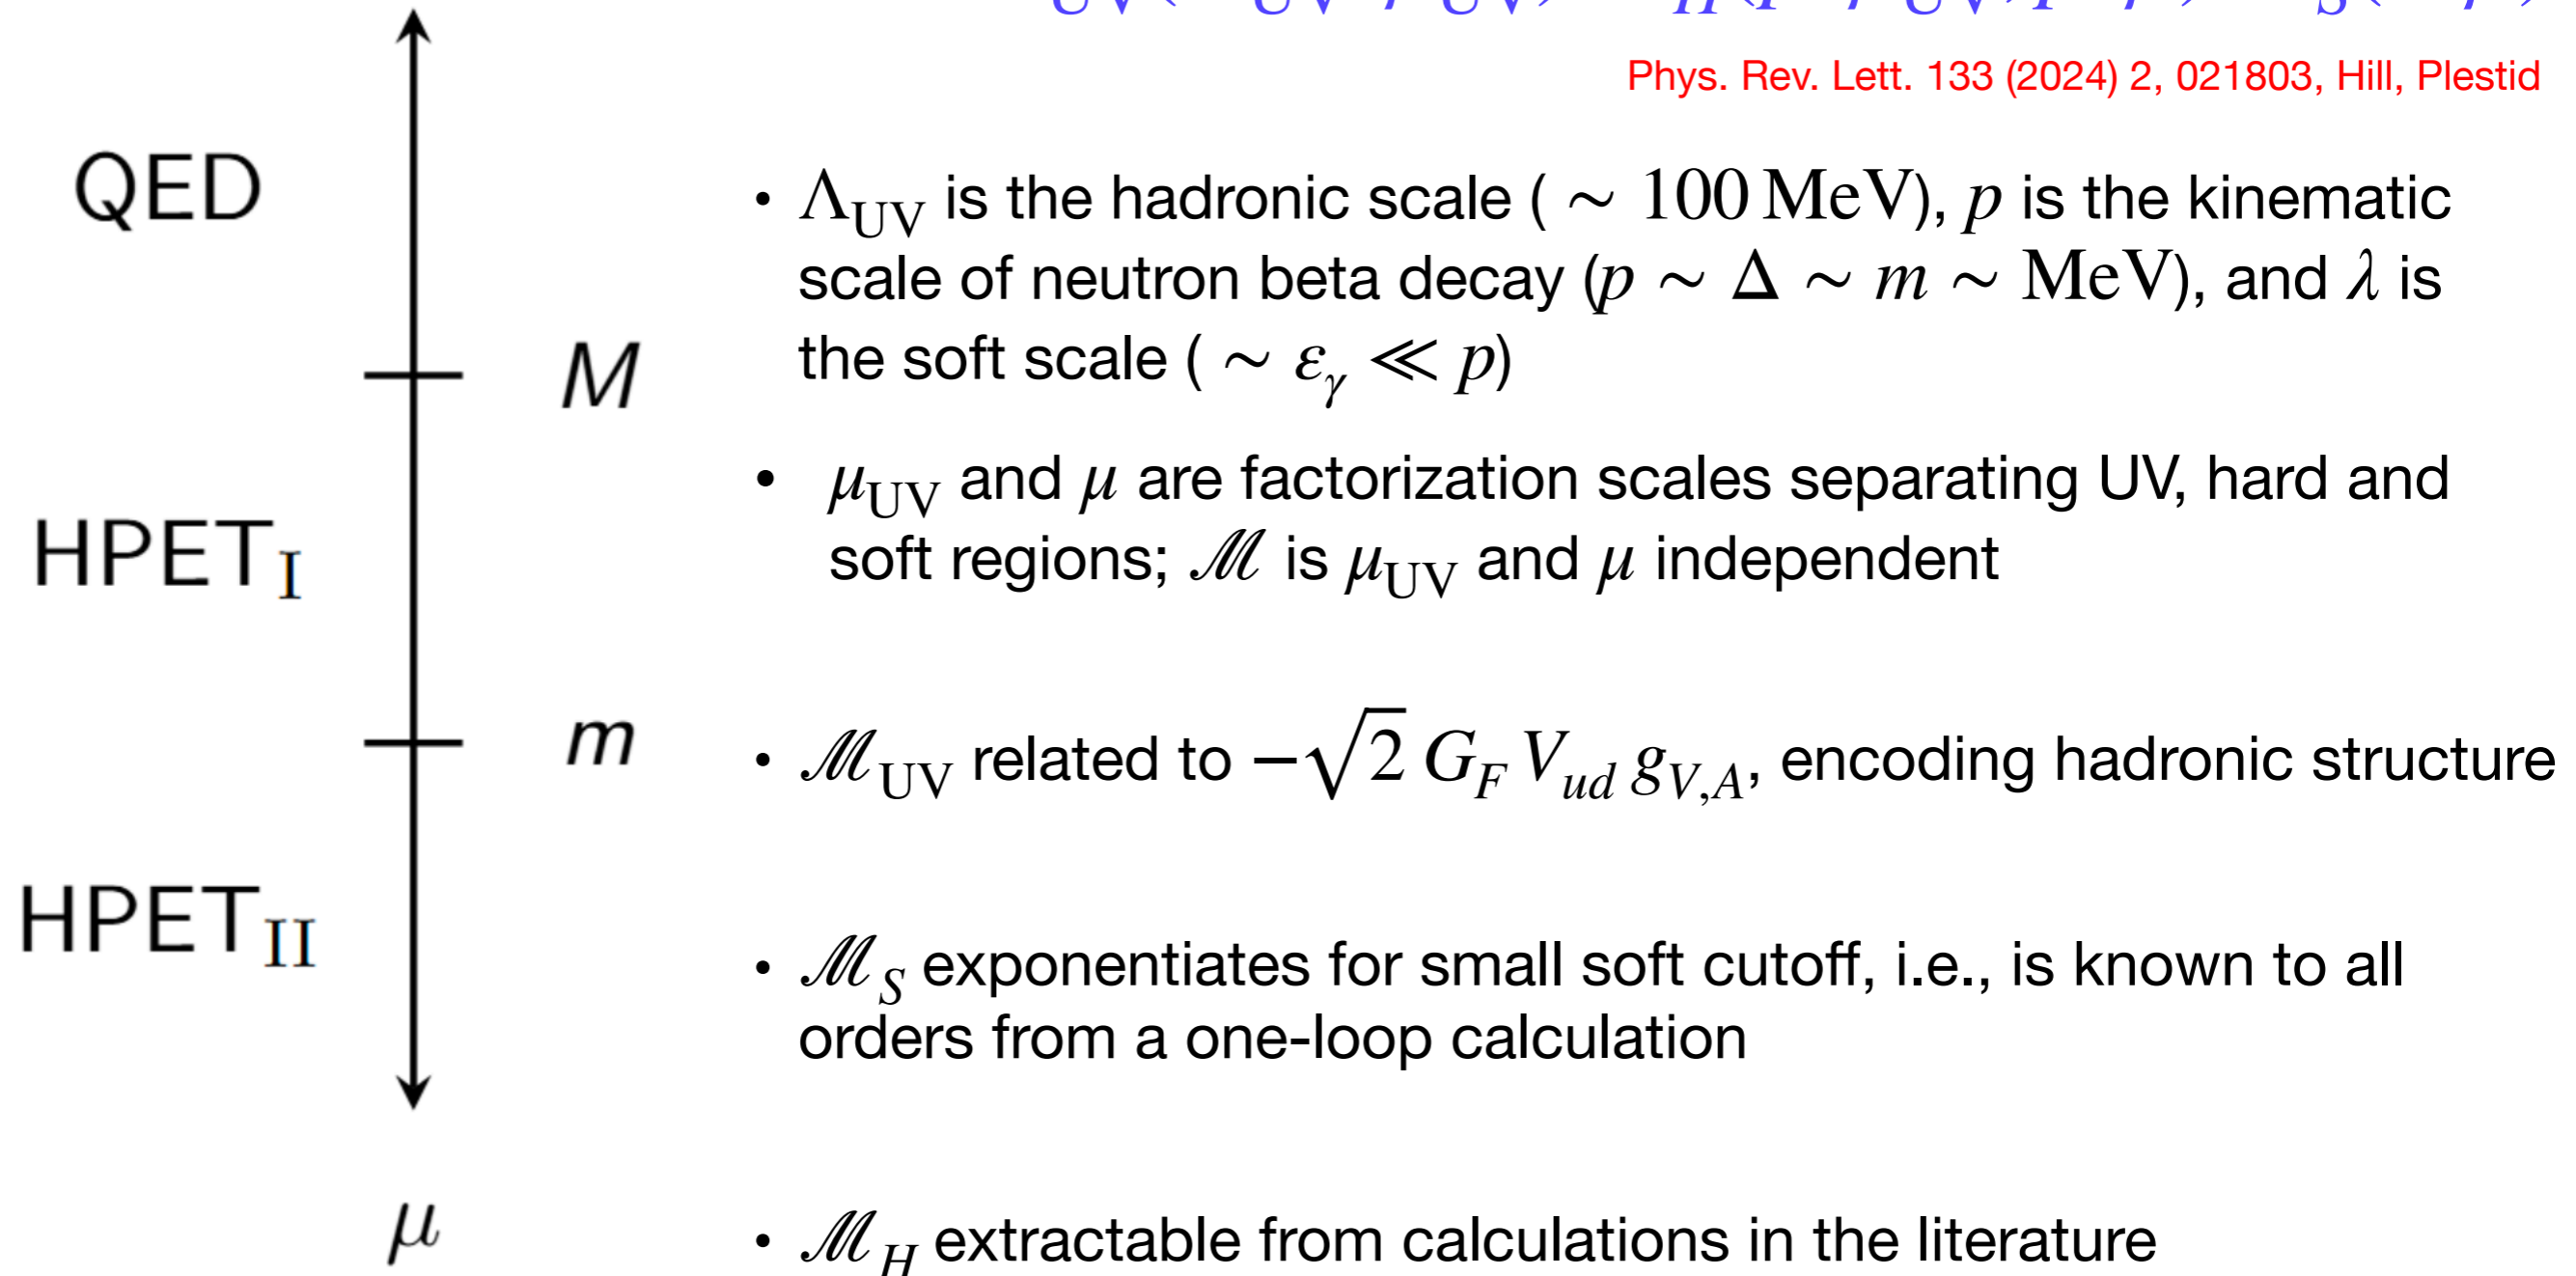 Phys. Rev. Lett. 133 (2024) 2, 021803, Hill, Plestid
QED
M
HPET_I
m
HPET_II
μ
• Λ_UV is the hadronic scale ( ∼ 100 MeV), p is the kinematic
scale of neutron beta decay (p ∼ Δ ∼ m ∼ MeV), and λ is
the soft scale ( ∼ ε_γ ≪ p)
• μ_UV and μ are factorization scales separating UV, hard and
soft regions; ℳ is μ_UV and μ independent
• ℳ_UV related to −√2 G_F V_ud g_V,A, encoding hadronic structure
• ℳ_S exponentiates for small soft cutoff, i.e., is known to all
orders from a one-loop calculation
• ℳ_H extractable from calculations in the literature